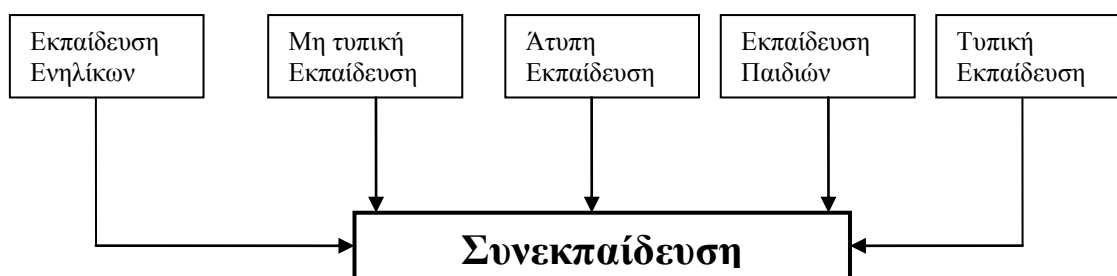 Εκπαίδευση
Ενηλίκων
Μη τυπική
Εκπαίδευση
Άτυπη
Εκπαίδευση
Εκπαίδευση
Παιδιών
Τυπική
Εκπαίδευση
Συνεκπαίδευση